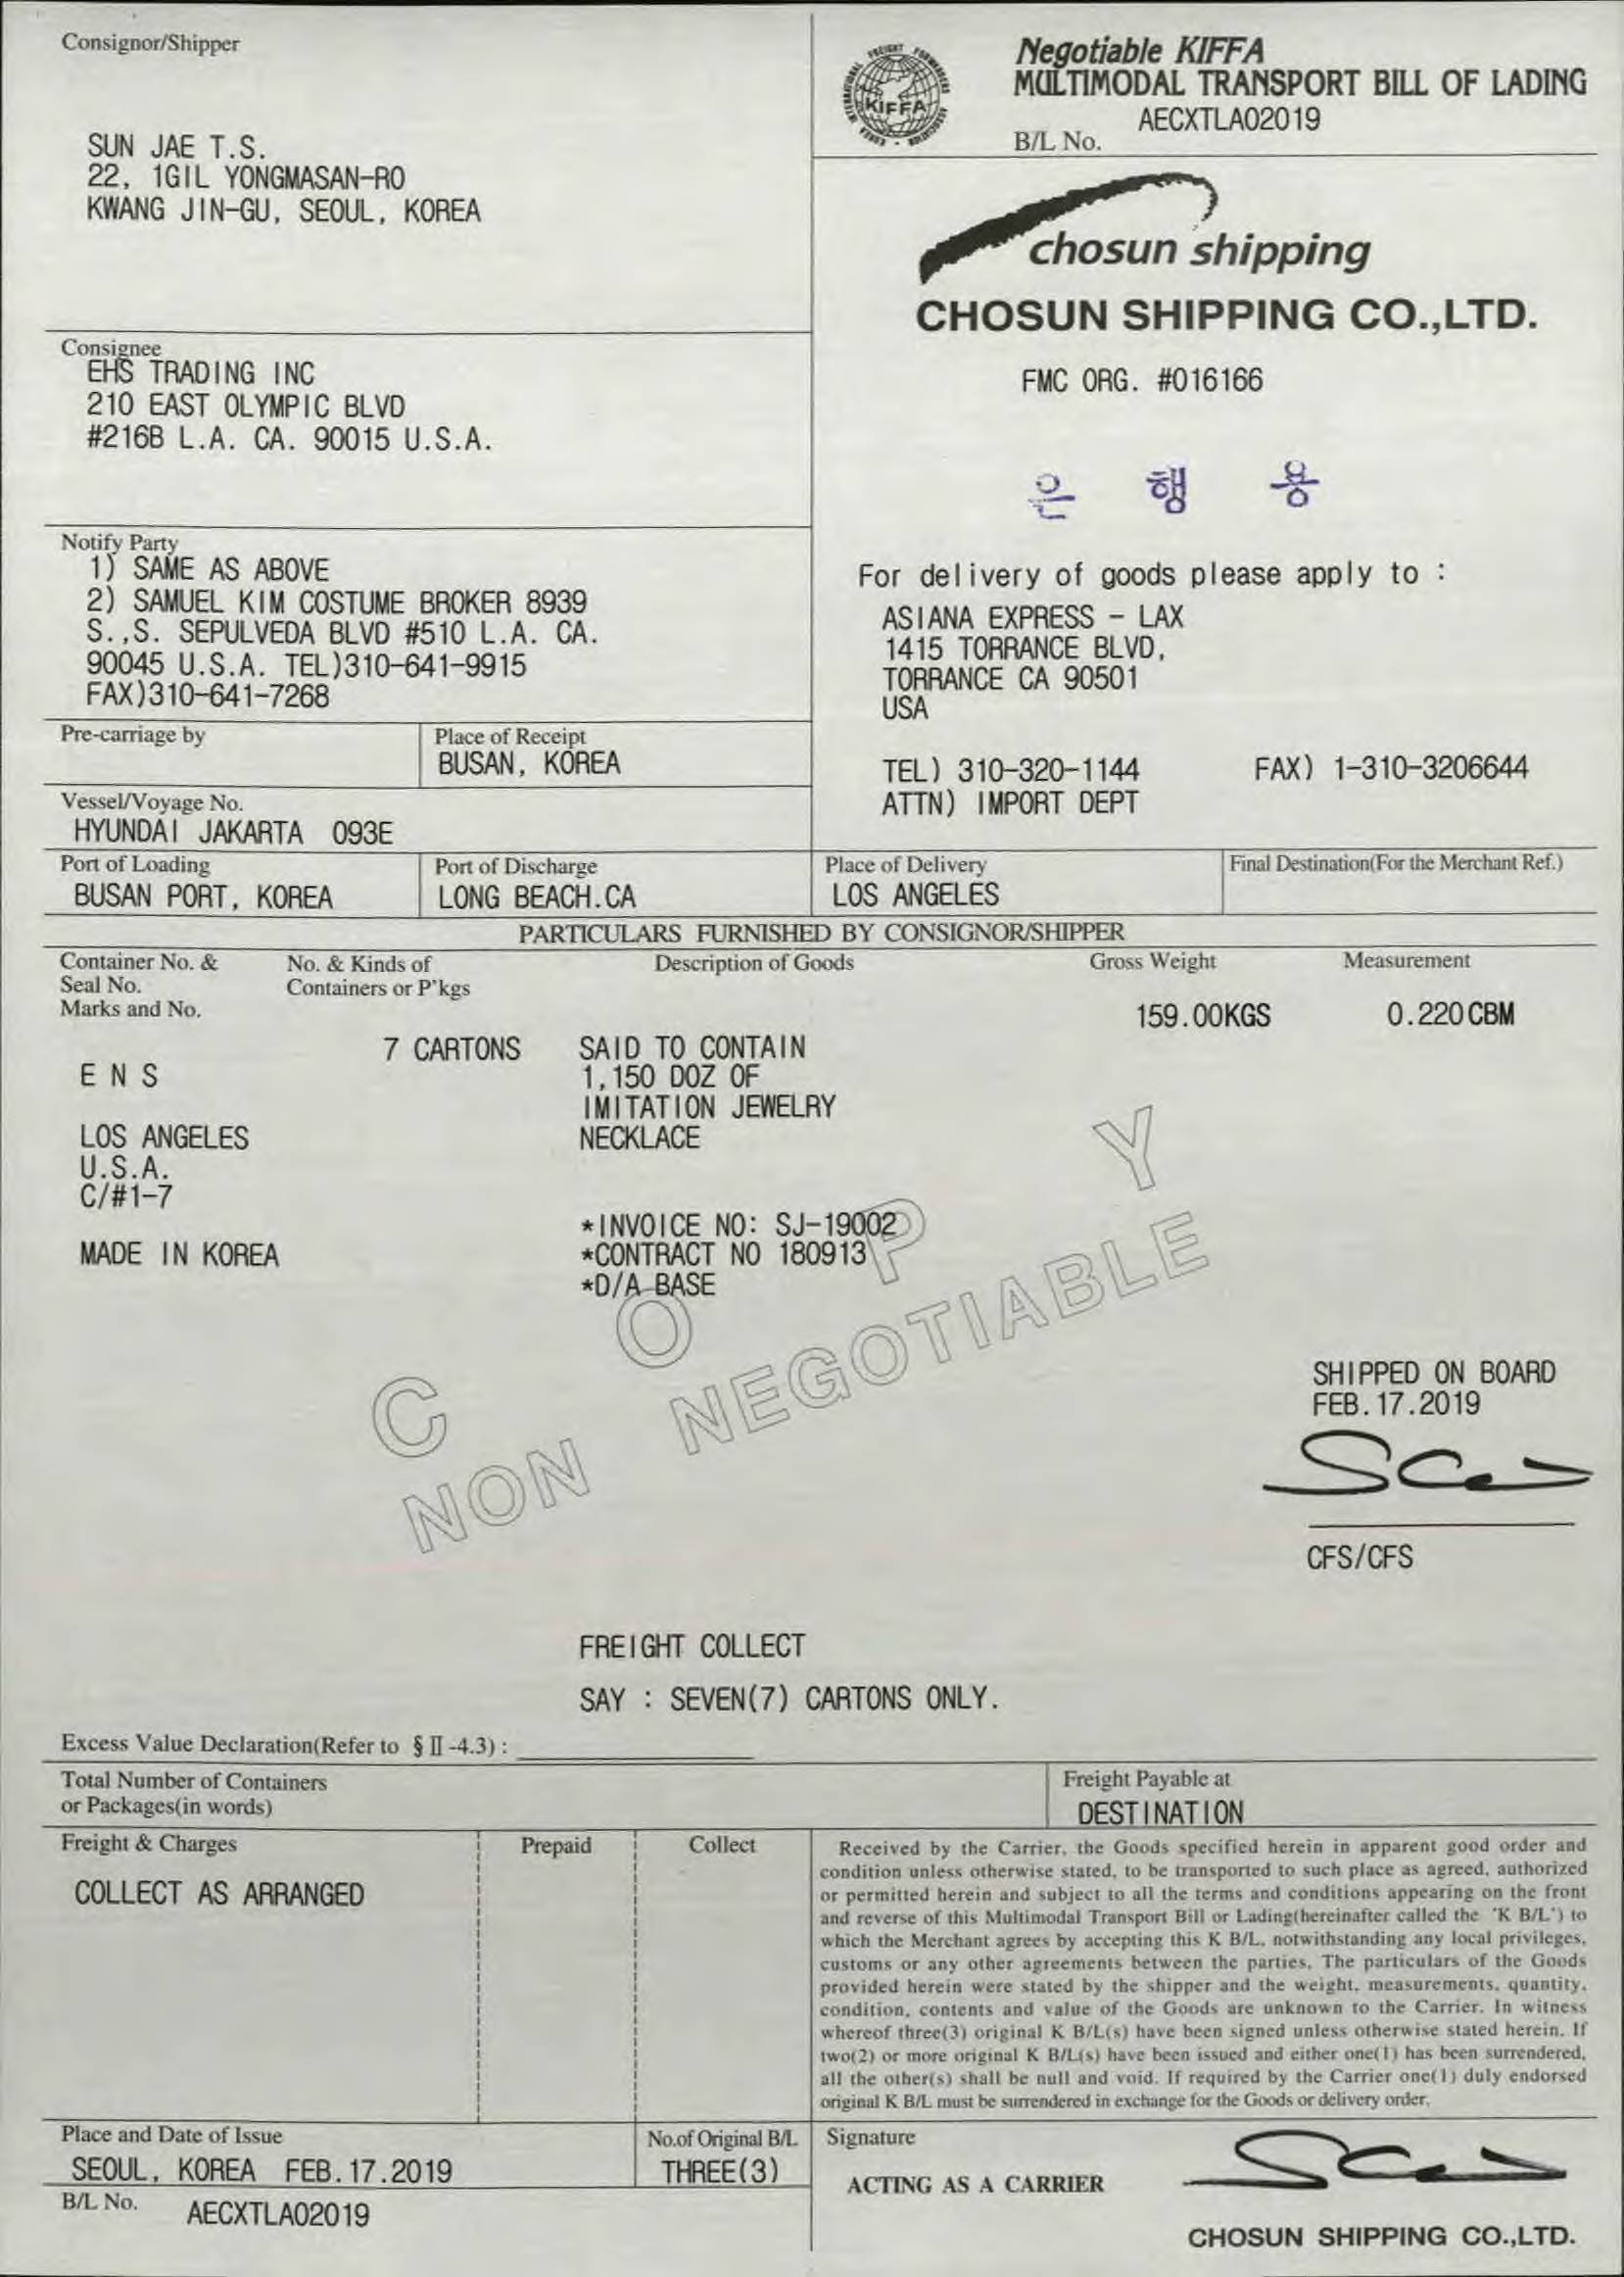 Consignor/Shipper
SUN JAE T.S.
22, 1GIL YONGMASAN-RO
KWANG JIN-GU, SEOUL, KOREA
KIFFA
Negotiable KIFFA
MULTIMODAL TRANSPORT BILL OF LADING
AECXTLA02019
B/L No.
chosun shipping
CHOSUN SHIPPING CO.,LTD.
FMC ORG. #016166
은 행 용
Consignee
EHS TRADING INC
210 EAST OLYMPIC BLVD
#216B L.A. CA. 90015 U.S.A.
Notify Party
1) SAME AS ABOVE
2) SAMUEL KIM COSTUME BROKER 8939
S.,S. SEPULVEDA BLVD #510 L.A. CA.
90045 U.S.A. TEL)310-641-9915
FAX)310-641-7268
For delivery of goods please apply to :
ASIANA EXPRESS - LAX
1415 TORRANCE BLVD,
TORRANCE CA 90501
USA
TEL) 310-320-1144 FAX) 1-310-3206644
ATTN) IMPORT DEPT
Pre-carriage by
Place of Receipt
BUSAN, KOREA
Vessel/Voyage No.
HYUNDAI JAKARTA 093E
Port of Loading
BUSAN PORT, KOREA
Port of Discharge
LONG BEACH.CA
Place of Delivery
LOS ANGELES
Final Destination(For the Merchant Ref.)
PARTICULARS FURNISHED BY CONSIGNOR/SHIPPER
Container No. &
Seal No.
Marks and No.
No. & Kinds of
Containers or P'kgs
Description of Goods
Gross Weight
Measurement
159.00KGS
0.220CBM
7 CARTONS
SAID TO CONTAIN
1,150 DOZ OF
IMITATION JEWELRY
NECKLACE
E N S
LOS ANGELES
U.S.A.
C/#1-7
MADE IN KOREA
*INVOICE NO: SJ-19002
*CONTRACT NO 180913
*D/A BASE
C O P Y
NON NEGOTIABLE
SHIPPED ON BOARD
FEB.17.2019
CFS/CFS
FREIGHT COLLECT
SAY : SEVEN(7) CARTONS ONLY.
Excess Value Declaration(Refer to § II -4.3) :
Total Number of Containers
or Packages(in words)
Freight Payable at
DESTINATION
Freight & Charges
Prepaid
Collect
COLLECT AS ARRANGED
Received by the Carrier, the Goods specified herein in apparent good order and
condition unless otherwise stated, to be transported to such place as agreed, authorized
or permitted herein and subject to all the terms and conditions appearing on the front
and reverse of this Multimodal Transport Bill or Lading(hereinafter called the 'K B/L') to
which the Merchant agrees by accepting this K B/L, notwithstanding any local privileges,
customs or any other agreements between the parties. The particulars of the Goods
provided herein were stated by the shipper and the weight, measurements, quantity,
condition, contents and value of the Goods are unknown to the Carrier. In witness
whereof three(3) original K B/L(s) have been signed unless otherwise stated herein. If
two(2) or more original K B/L(s) have been issued and either one(1) has been surrendered,
all the other(s) shall be null and void. If required by the Carrier one(1) duly endorsed
original K B/L must be surrendered in exchange for the Goods or delivery order.
Place and Date of Issue
SEOUL, KOREA FEB.17.2019
No.of Original B/L
THREE(3)
B/L No. AECXTLA02019
Signature
ACTING AS A CARRIER
CHOSUN SHIPPING CO.,LTD.